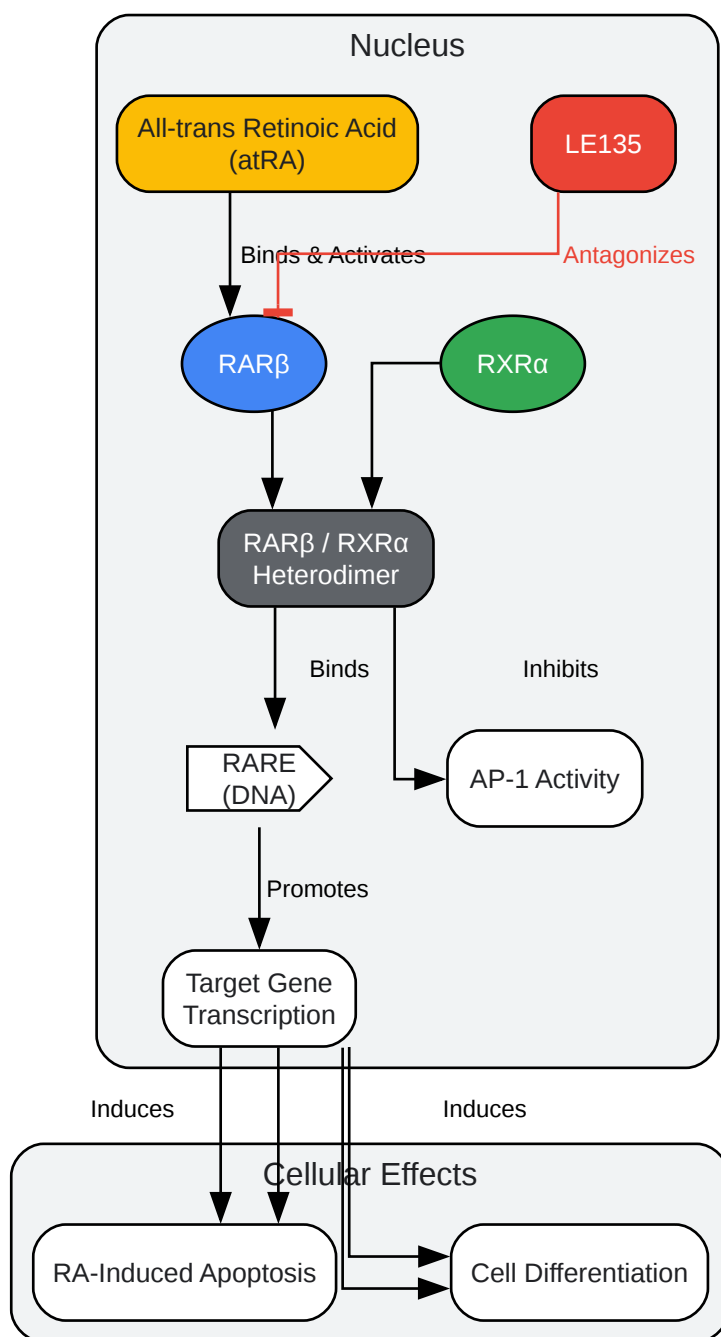 Nucleus
All-trans Retinoic Acid
(atRA)
LE135
Binds & Activates
Antagonizes
RARβ
RXRα
RARβ / RXRα
Heterodimer
Binds
Inhibits
RARE
(DNA)
AP-1 Activity
Promotes
Target Gene
Transcription
Induces
Induces
Cellular Effects
RA-Induced Apoptosis
Cell Differentiation